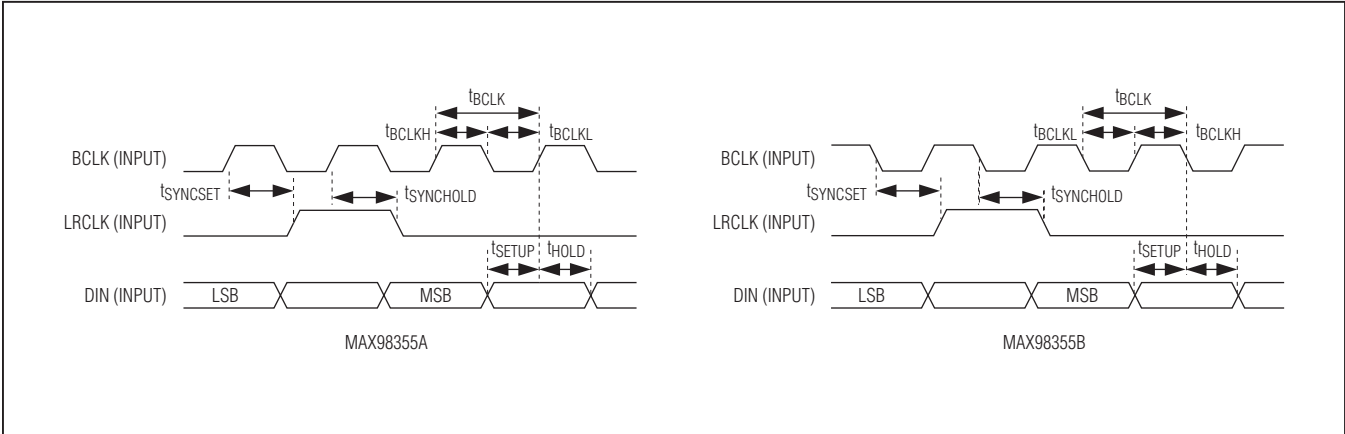 tBCLK
tBCLKH
tBCLKL
BCLK (INPUT)
tSYNCSET
tSYNCHOLD
LRCLK (INPUT)
tSETUP
tHOLD
DIN (INPUT)
LSB
MSB
MAX98355A
tBCLK
tBCLKL
tBCLKH
BCLK (INPUT)
tSYNCSET
tSYNCHOLD
LRCLK (INPUT)
tSETUP
tHOLD
DIN (INPUT)
LSB
MSB
MAX98355B